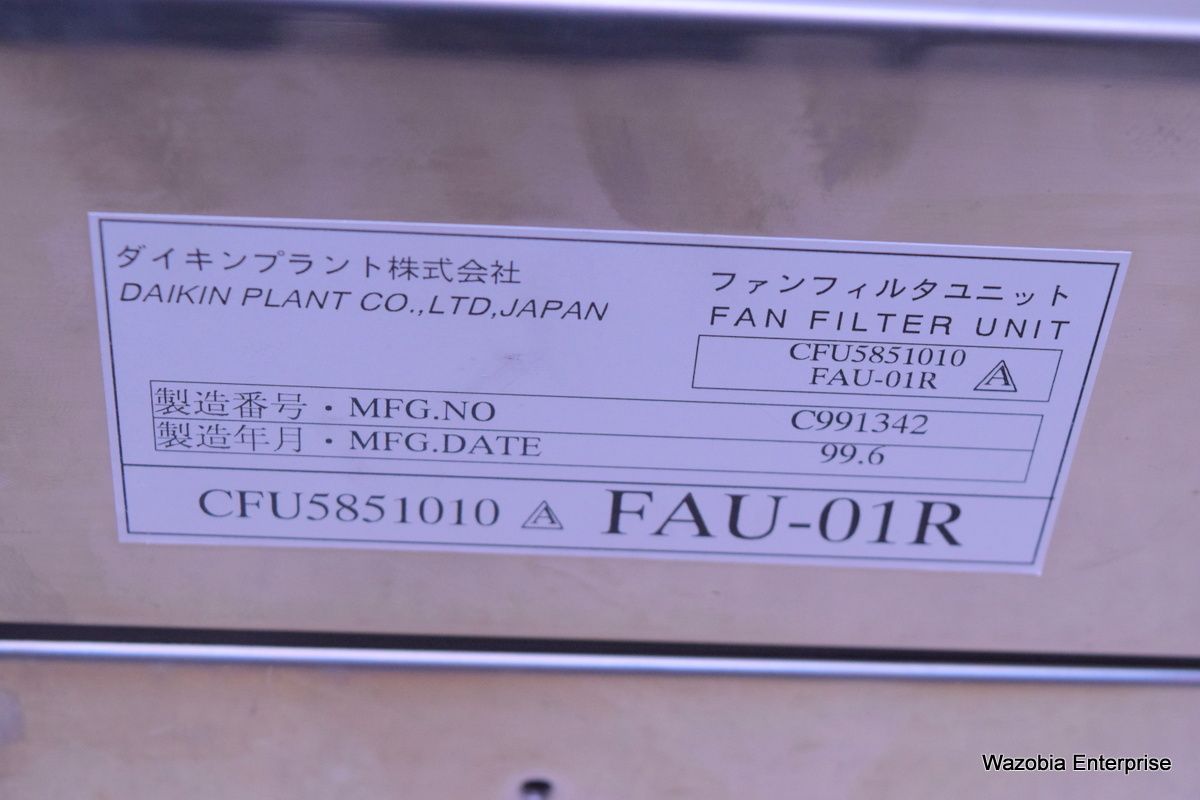 ダイキンプラント株式会社
DAIKIN PLANT CO.,LTD,JAPAN
ファンフィルタユニット
FAN FILTER UNIT
CFU5851010
FAU-01R A
製造番号・MFG.NO C991342
製造年月・MFG.DATE 99.6
CFU5851010 A FAU-01R
Wazobia Enterprise